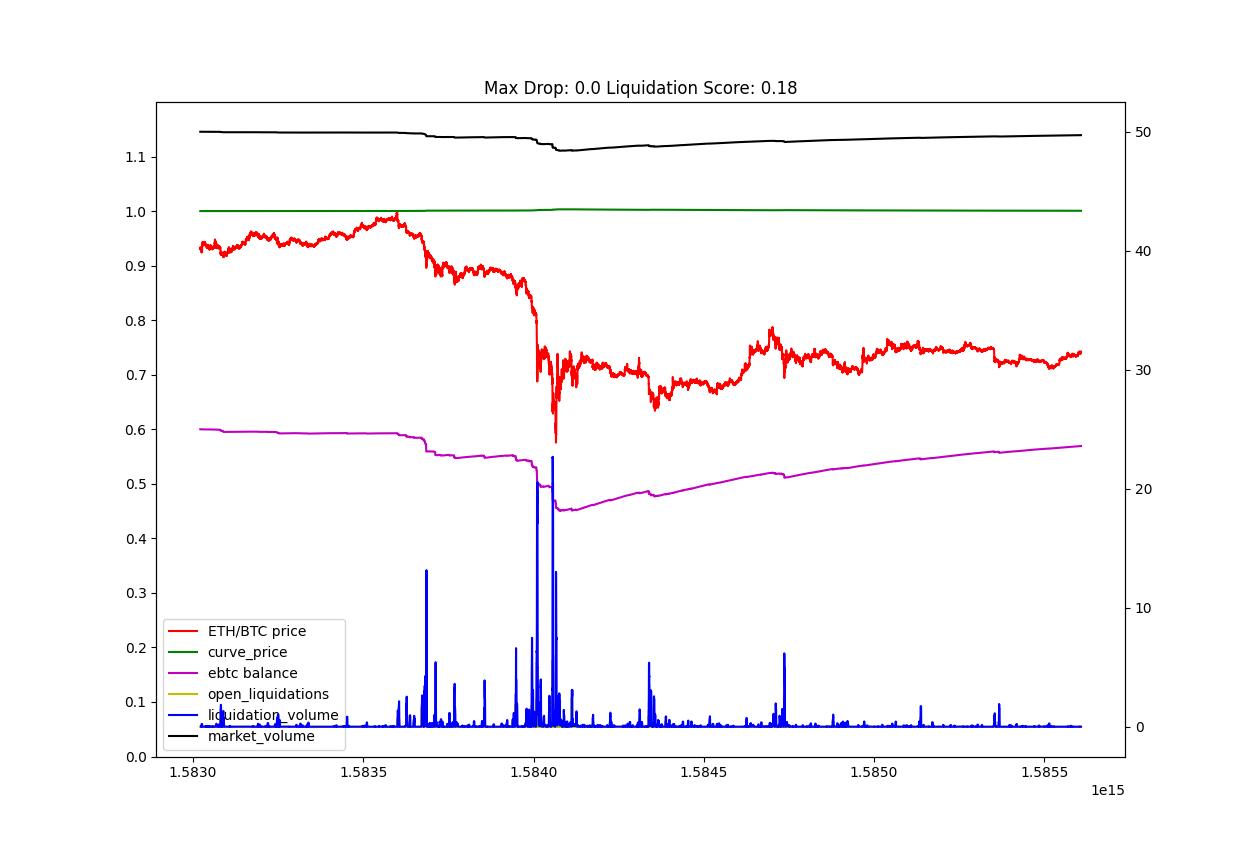 Max Drop: 0.0 Liquidation Score: 0.18
1.1
1.0
0.9
0.8
0.7
0.6
0.5
0.4
0.3
0.2
0.1
0.0
50
40
30
20
10
0
ETH/BTC price
curve_price
ebtc balance
open_liquidations
liquidation_volume
market_volume
1.5830 1.5835 1.5840 1.5845 1.5850 1.5855
1e15